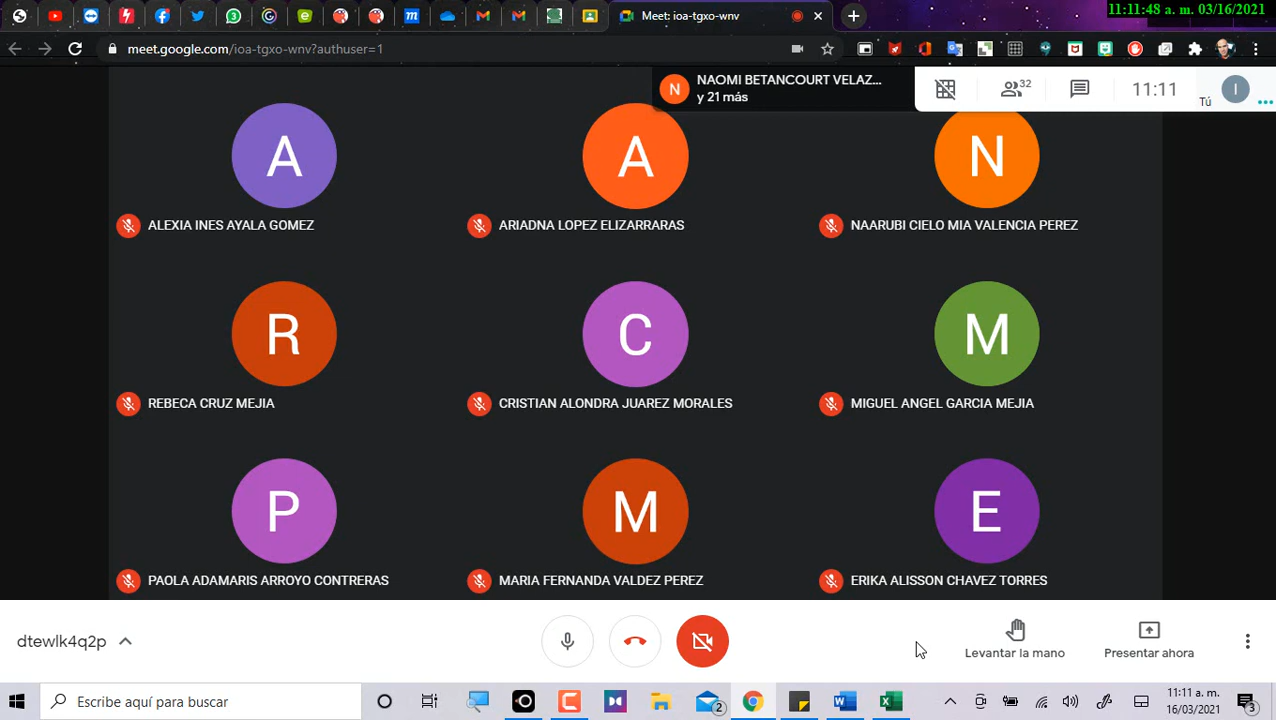 Meet: ioa-tgxo-wnv
11:11:48 a. m. 03/16/2021
meet.google.com/ioa-tgxo-wnv?authuser=1
N
NAOMI BETANCOURT VELAZ...
y 21 más
32
11:11
Tú
I
A
A
N
ALEXIA INES AYALA GOMEZ
ARIADNA LOPEZ ELIZARRARAS
NAARUBI CIELO MIA VALENCIA PEREZ
R
C
M
REBECA CRUZ MEJIA
CRISTIAN ALONDRA JUAREZ MORALES
MIGUEL ANGEL GARCIA MEJIA
P
M
E
PAOLA ADAMARIS ARROYO CONTRERAS
MARIA FERNANDA VALDEZ PEREZ
ERIKA ALISSON CHAVEZ TORRES
dtewlk4q2p
Levantar la mano
Presentar ahora
Escribe aquí para buscar
2
11:11 a. m.
16/03/2021
3